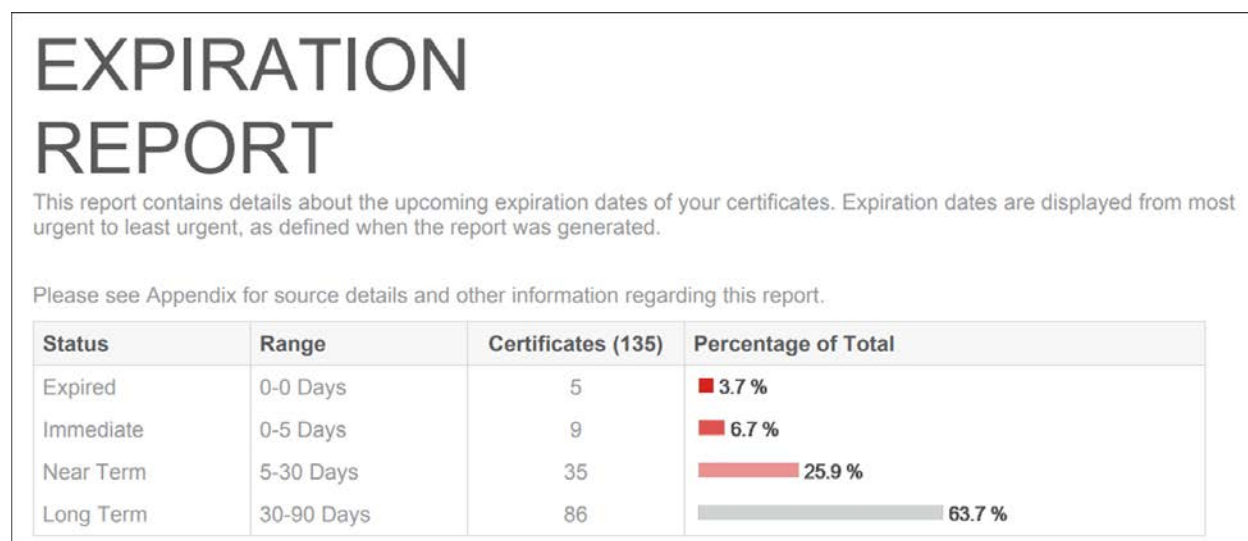 EXPIRATION
REPORT
This report contains details about the upcoming expiration dates of your certificates. Expiration dates are displayed from most
urgent to least urgent, as defined when the report was generated.
Please see Appendix for source details and other information regarding this report.
Status Range Certificates (135) Percentage of Total
Expired 0-0 Days 5 3.7 %
Immediate 0-5 Days 9 6.7 %
Near Term 5-30 Days 35 25.9 %
Long Term 30-90 Days 86 63.7 %